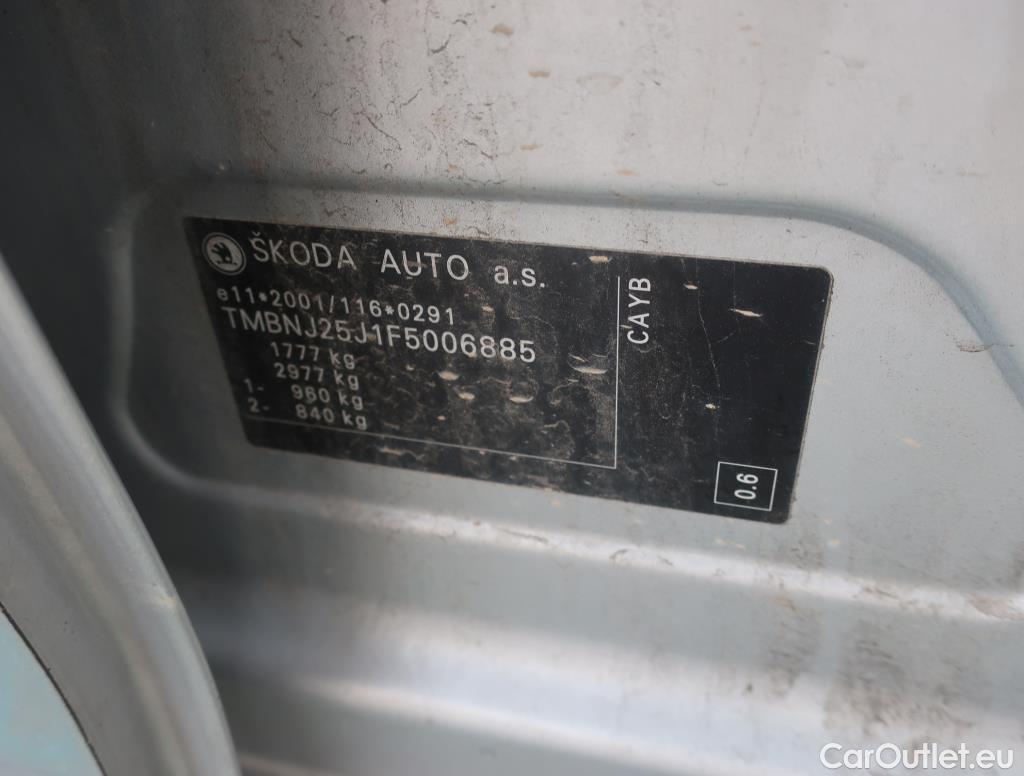 ŠKODA AUTO a.s.
e11*2001/116*0291
TMBNJ25J1F5006885
1777 kg
2977 kg
1- 960 kg
2- 840 kg
CAYB
0.6
CarOutlet.eu